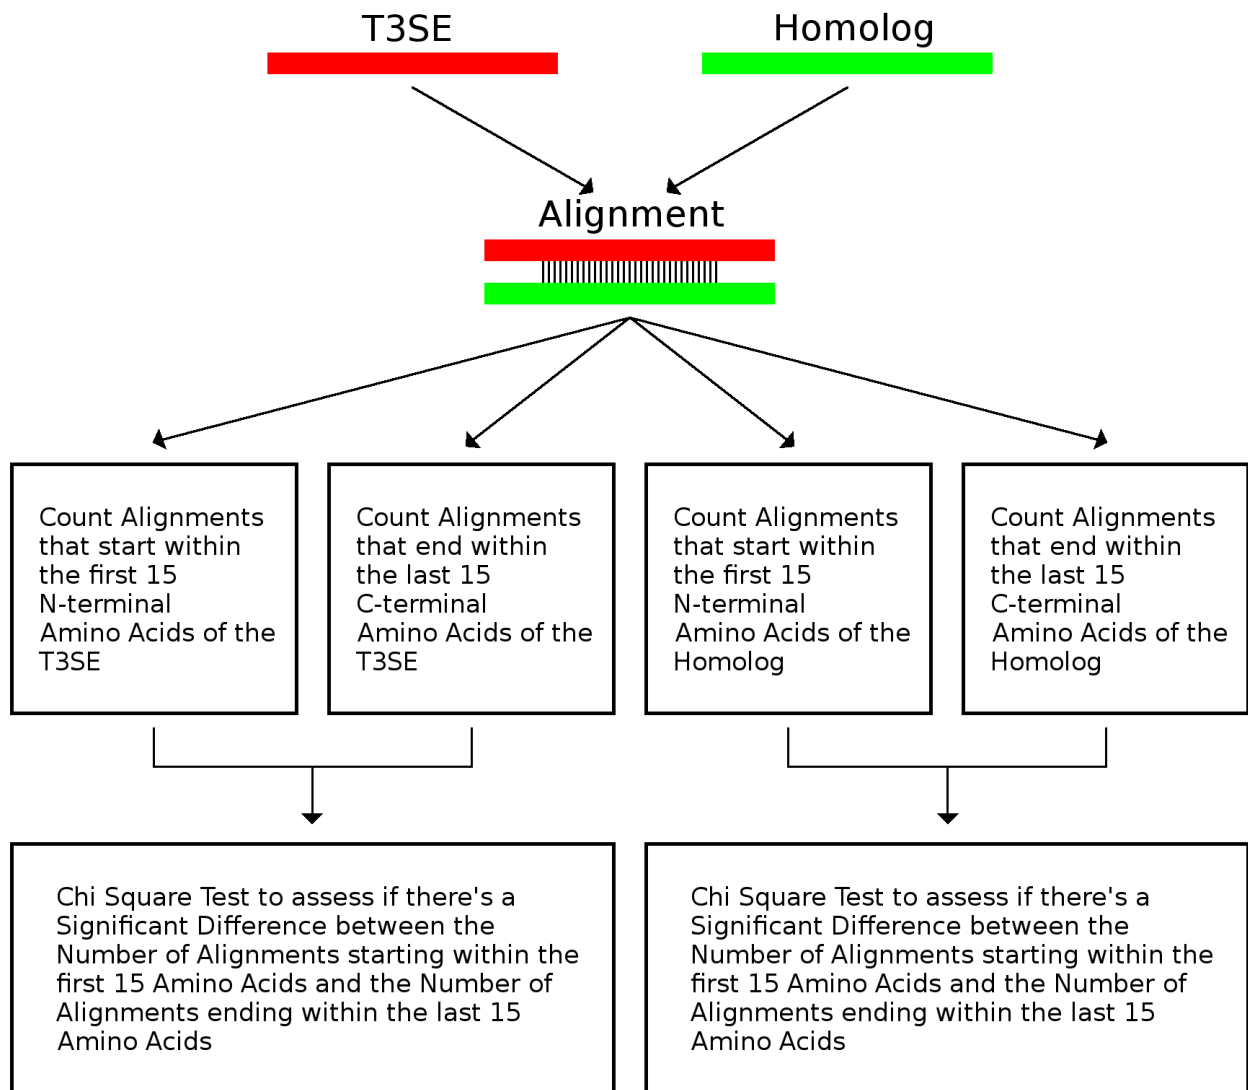 T3SE
Homolog
Alignment
Count Alignments
that start within
the first 15
N-terminal
Amino Acids of the
T3SE
Count Alignments
that end within
the last 15
C-terminal
Amino Acids of the
T3SE
Count Alignments
that start within
the first 15
N-terminal
Amino Acids of the
Homolog
Count Alignments
that end within
the last 15
C-terminal
Amino Acids of the
Homolog
Chi Square Test to assess if there's a
Significant Difference between the
Number of Alignments starting within the
first 15 Amino Acids and the Number of
Alignments ending within the last 15
Amino Acids
Chi Square Test to assess if there's a
Significant Difference between the
Number of Alignments starting within the
first 15 Amino Acids and the Number of
Alignments ending within the last 15
Amino Acids